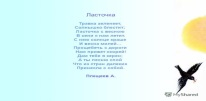 Ласточка
Травка зеленеет,
Солнышко блестит;
Ласточка с весною
В сени к нам летит.
С нею солнце краше
И весна милей...
Прощебечь с дороги
Нам привет скорей!
Дам тебе я зерен;
А ты песню спой,
Что из стран далеких
Принесла с собой...
Плещеев А.
MyShared